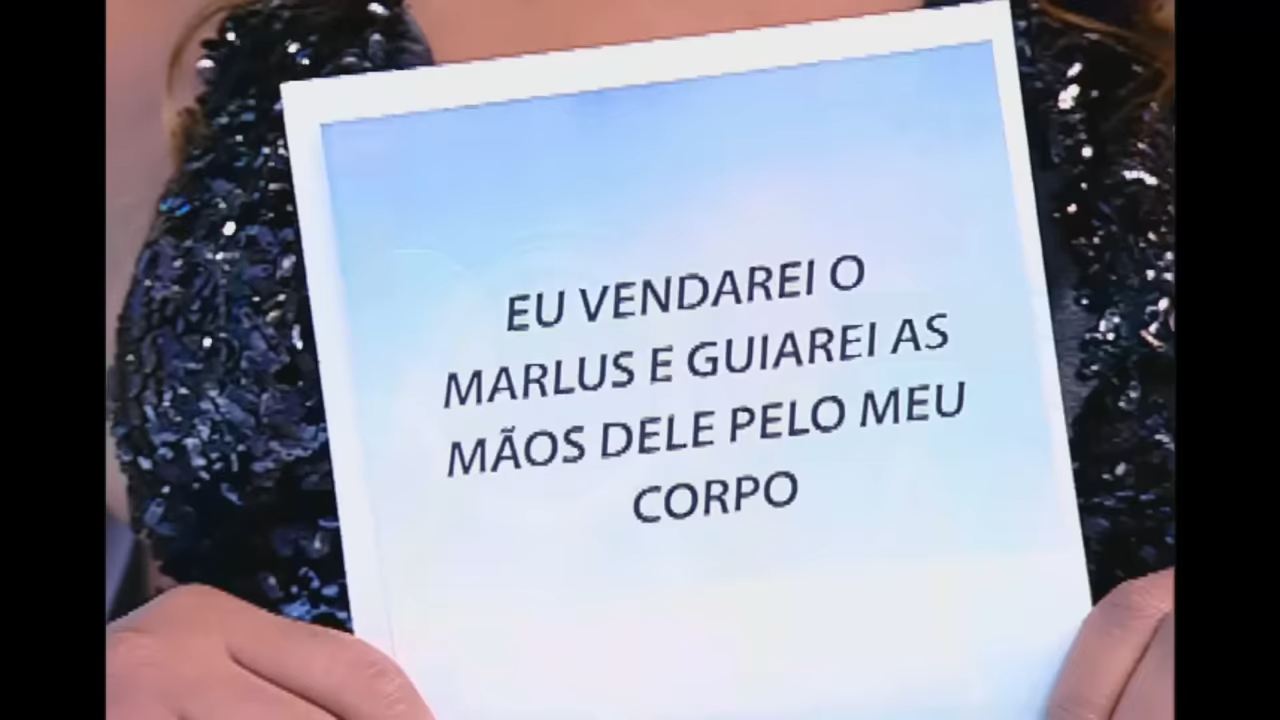 EU VENDAREI O
MARLUS E GUIAREI AS
MÃOS DELE PELO MEU
CORPO